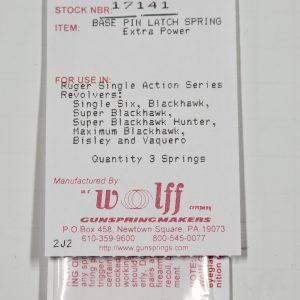 STOCK NBR: 17141
ITEM: BASE PIN LATCH SPRING
Extra Power
FOR USE IN:
Ruger Single Action Series
Revolvers:
Single Six, Blackhawk,
Super Blackhawk,
Super Blackhawk Hunter,
Maximum Blackhawk,
Bisley and Vaquero
Quantity 3 Springs
Manufactured By:
W.C. Wolff company
GUNSPRINGMAKERS
P.O.Box 458, Newtown Square, PA 19073
610-359-9600 800-545-0077
http://www.gunsprings.com
2J2